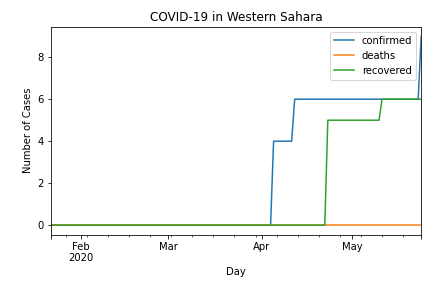 COVID-19 in Western Sahara
confirmed
deaths
recovered
Number of Cases
8
6
4
2
0
Feb
2020
Mar
Apr
May
Day